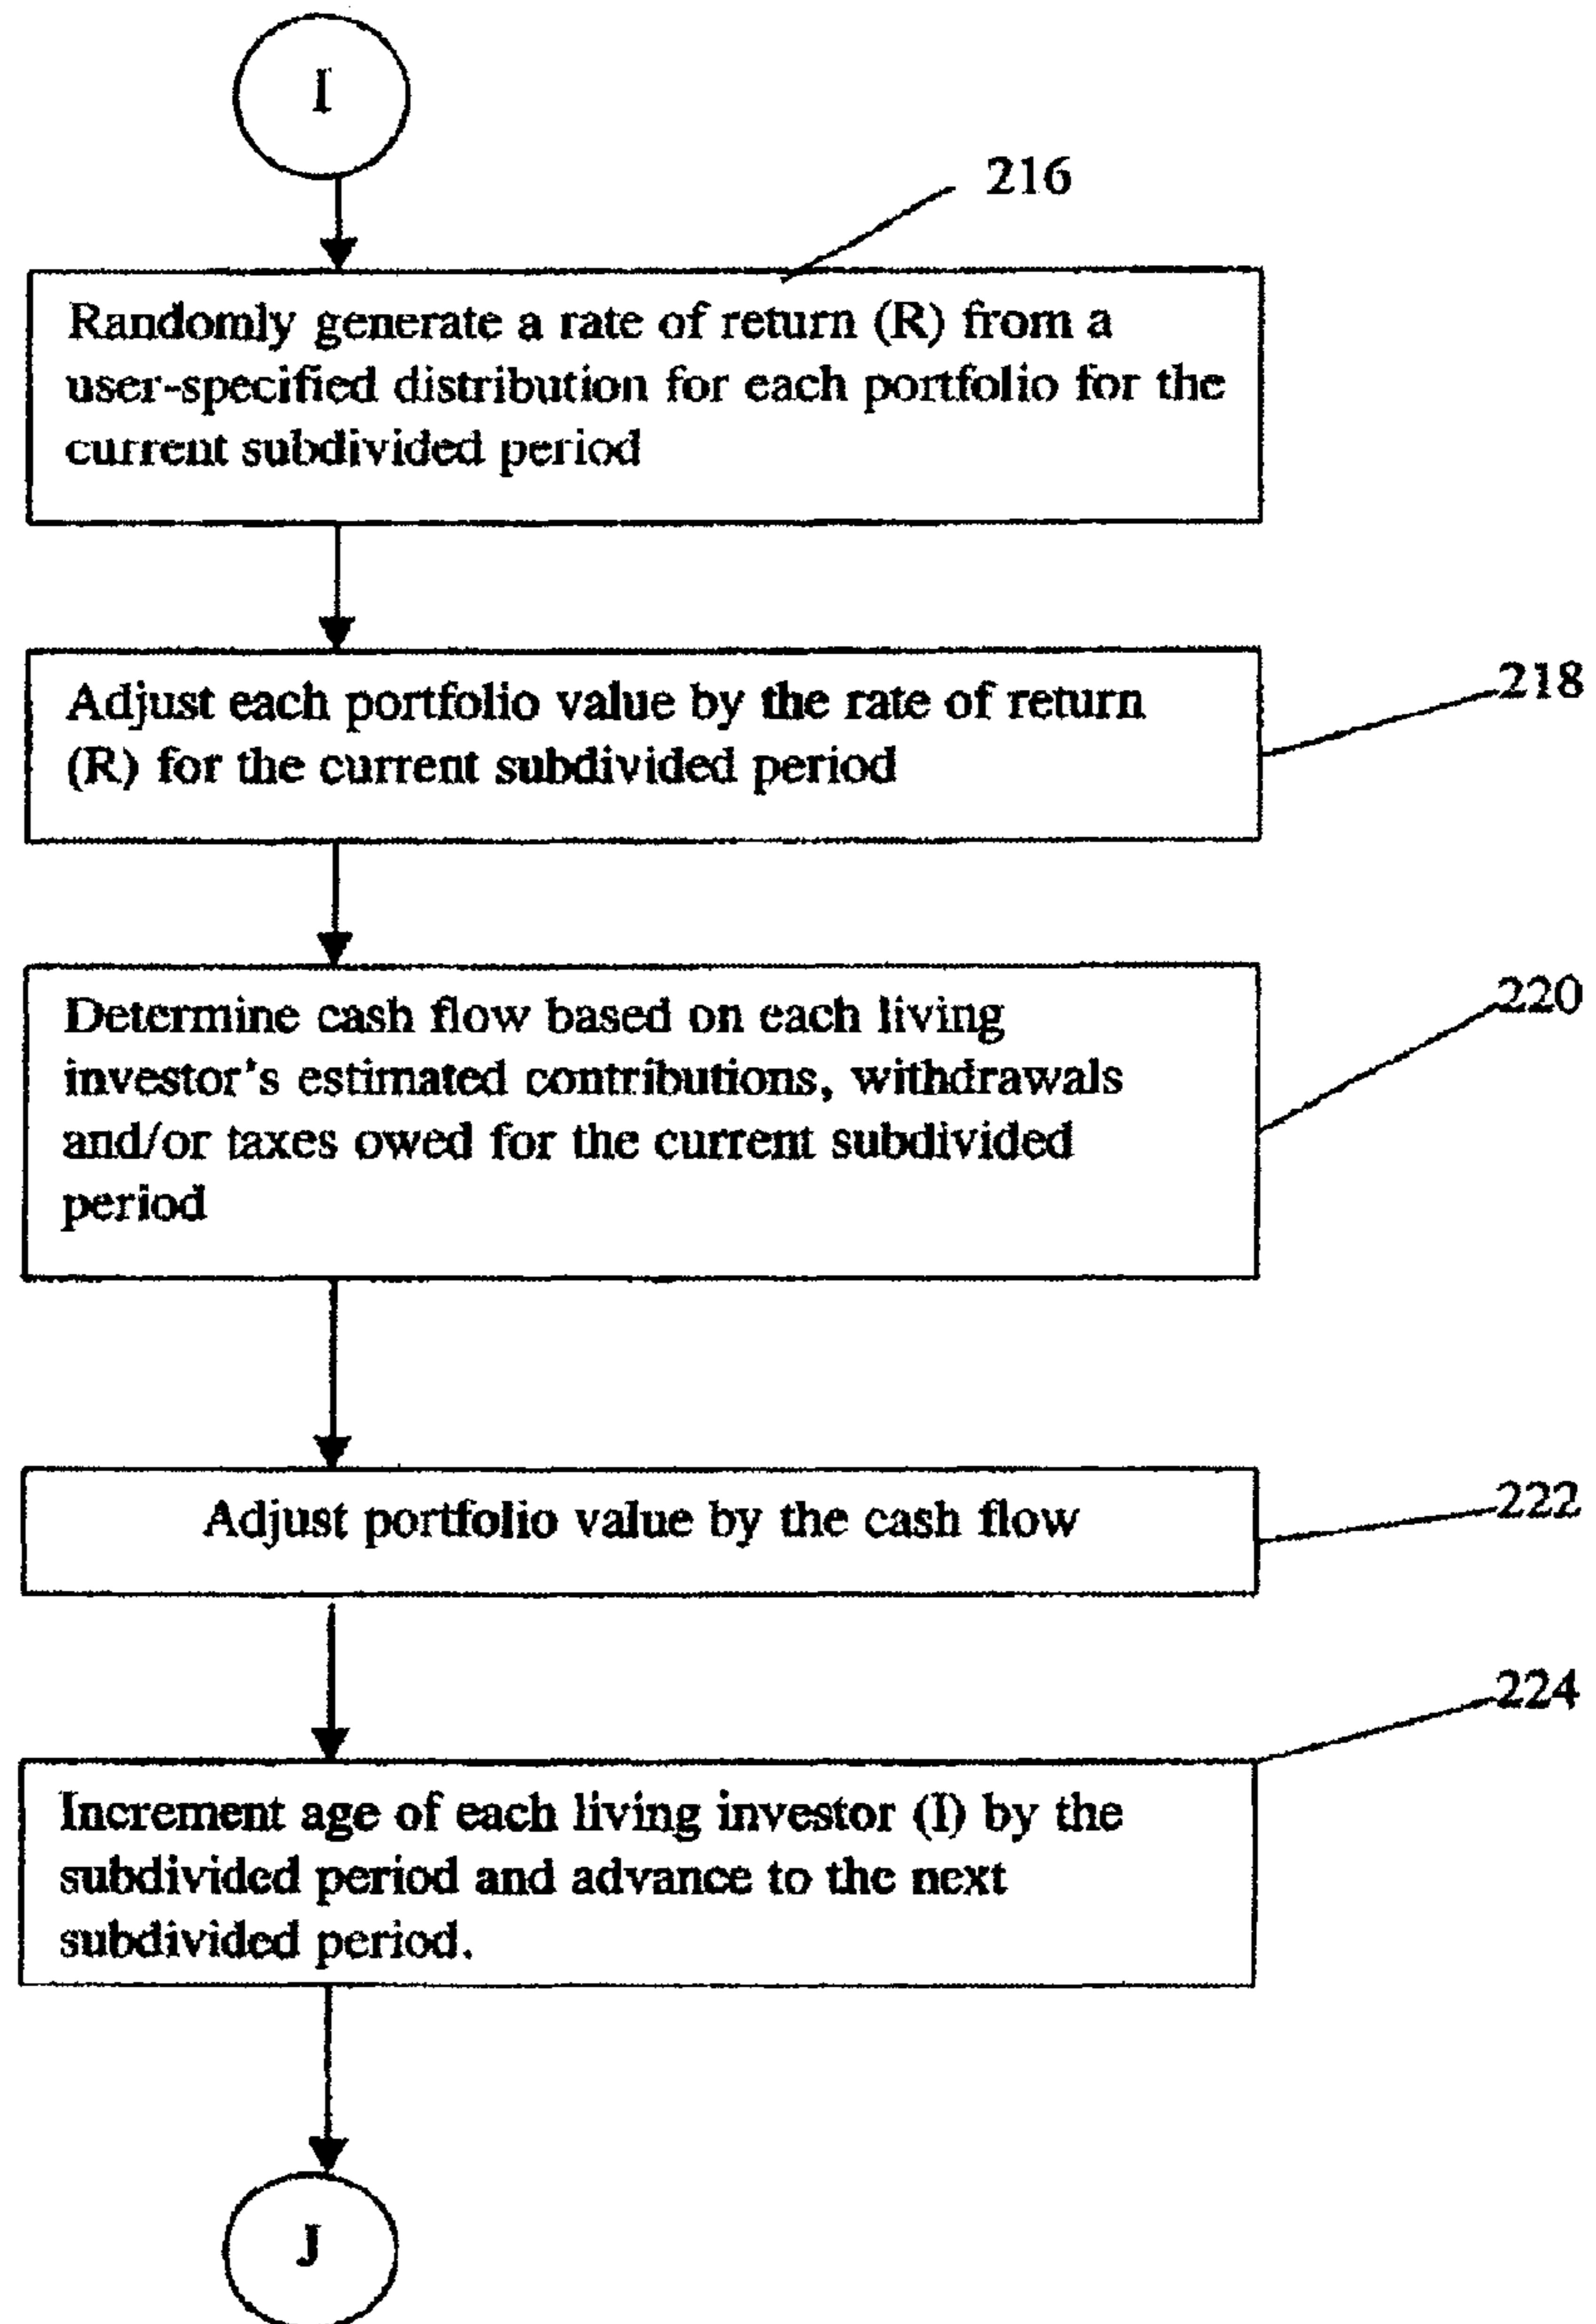 I
216
Randomly generate a rate of return (R) from a
user-specified distribution for each portfolio for the
current subdivided period
218
Adjust each portfolio value by the rate of return
(R) for the current subdivided period
220
Determine cash flow based on each living
investor's estimated contributions, withdrawals
and/or taxes owed for the current subdivided
period
222
Adjust portfolio value by the cash flow
224
Increment age of each living investor (I) by the
subdivided period and advance to the next
subdivided period.
J